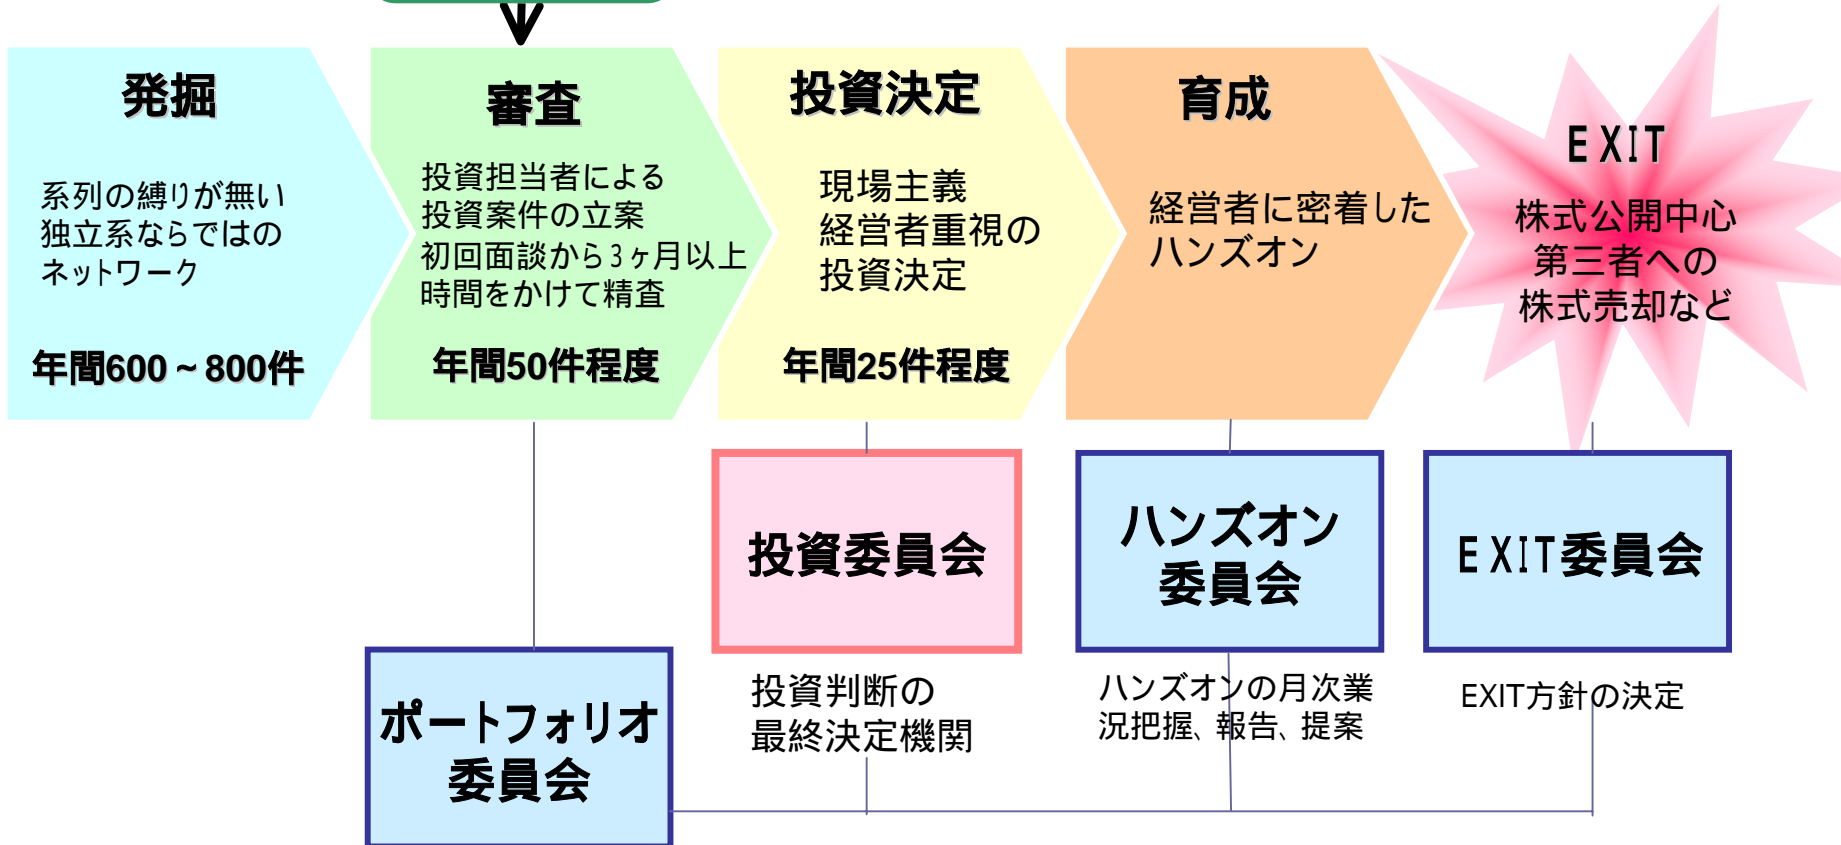 発掘
系列の縛りが無い
独立系ならではの
ネットワーク
年間600～800件
審査
投資担当者による
投資案件の立案
初回面談から3ヶ月以上
時間をかけて精査
年間50件程度
投資決定
現場主義
経営者重視の
投資決定
年間25件程度
育成
経営者に密着した
ハンズオン
EXIT
株式公開中心
第三者への
株式売却など
投資委員会
投資判断の
最終決定機関
ハンズオン
委員会
ハンズオンの月次業
況把握、報告、提案
EXIT委員会
EXIT方針の決定
ポートフォリオ
委員会